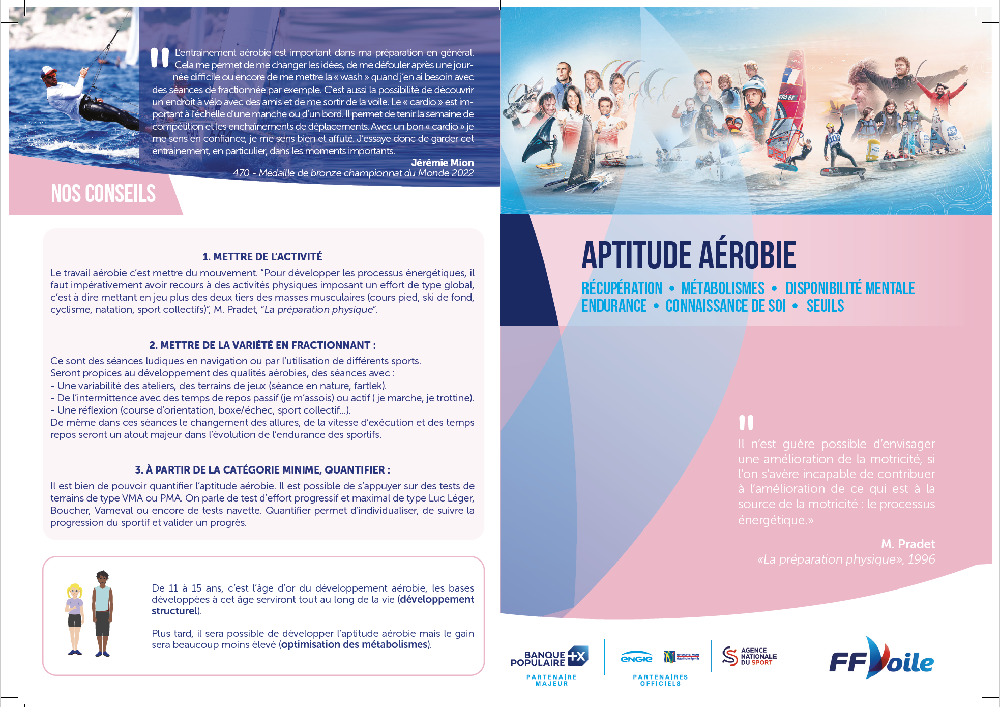 "
L’entrainement aérobie est important dans ma préparation en général.
Cela me permet de me changer les idées, de me défouler après une jour-
née difficile ou encore de me mettre la « wash » quand j’en ai besoin avec
des séances de fractionnée par exemple. C’est aussi la possibilité de découvrir
un endroit à vélo avec des amis et de me sortir de la voile. Le « cardio » est im-
portant à l’échelle d’une manche ou d’un bord. Il permet de tenir la semaine de
compétition et les enchaînements de déplacements. Avec un bon « cardio » je
me sens en confiance, je me sens bien et affuté. J’essaye donc de garder cet
entrainement, en particulier, dans les moments importants.
Jérémie Mion
470 - Médaille de bronze championnat du Monde 2022
NOS CONSEILS
1. METTRE DE L’ACTIVITÉ
Le travail aérobie c’est mettre du mouvement. “Pour développer les processus énergétiques, il
faut impérativement avoir recours à des activités physiques imposant un effort de type global,
c’est à dire mettant en jeu plus des deux tiers des masses musculaires (cours pied, ski de fond,
cyclisme, natation, sport collectifs)”, M. Pradet, “La préparation physique”.
2. METTRE DE LA VARIÉTÉ EN FRACTIONNANT :
Ce sont des séances ludiques en navigation ou par l’utilisation de différents sports.
Seront propices au développement des qualités aérobies, des séances avec :
- Une variabilité des ateliers, des terrains de jeux (séance en nature, fartlek).
- De l’intermittence avec des temps de repos passif (je m’assois) ou actif ( je marche, je trottine).
- Une réflexion (course d’orientation, boxe/échec, sport collectif...).
De même dans ces séances le changement des allures, de la vitesse d’exécution et des temps
repos seront un atout majeur dans l’évolution de l’endurance des sportifs.
3. À PARTIR DE LA CATÉGORIE MINIME, QUANTIFIER :
Il est bien de pouvoir quantifier l’aptitude aérobie. Il est possible de s’appuyer sur des tests de
terrains de type VMA ou PMA. On parle de test d’effort progressif et maximal de type Luc Léger,
Boucher, Vameval ou encore de tests navette. Quantifier permet d’individualiser, de suivre la
progression du sportif et valider un progrès.
De 11 à 15 ans, c’est l’âge d’or du développement aérobie, les bases
développées à cet âge serviront tout au long de la vie (développement
structurel).
Plus tard, il sera possible de développer l’aptitude aérobie mais le gain
sera beaucoup moins élevé (optimisation des métabolismes).
FRA 63
APTITUDE AÉROBIE
RÉCUPÉRATION • MÉTABOLISMES • DISPONIBILITÉ MENTALE
ENDURANCE • CONNAISSANCE DE SOI • SEUILS
"
Il n’est guère possible d’envisager
une amélioration de la motricité, si
l’on s’avère incapable de contribuer
à l’amélioration de ce qui est à la
source de la motricité : le processus
énergétique.»
M. Pradet
«La préparation physique», 1996
BANQUE
POPULAIRE +X
PARTENAIRE
MAJEUR
ENGIE
GROUPE MDS
Mutuelle des Sportifs
PARTENAIRES
OFFICIELS
AGENCE
NATIONALE
DU SPORT
FFVoile